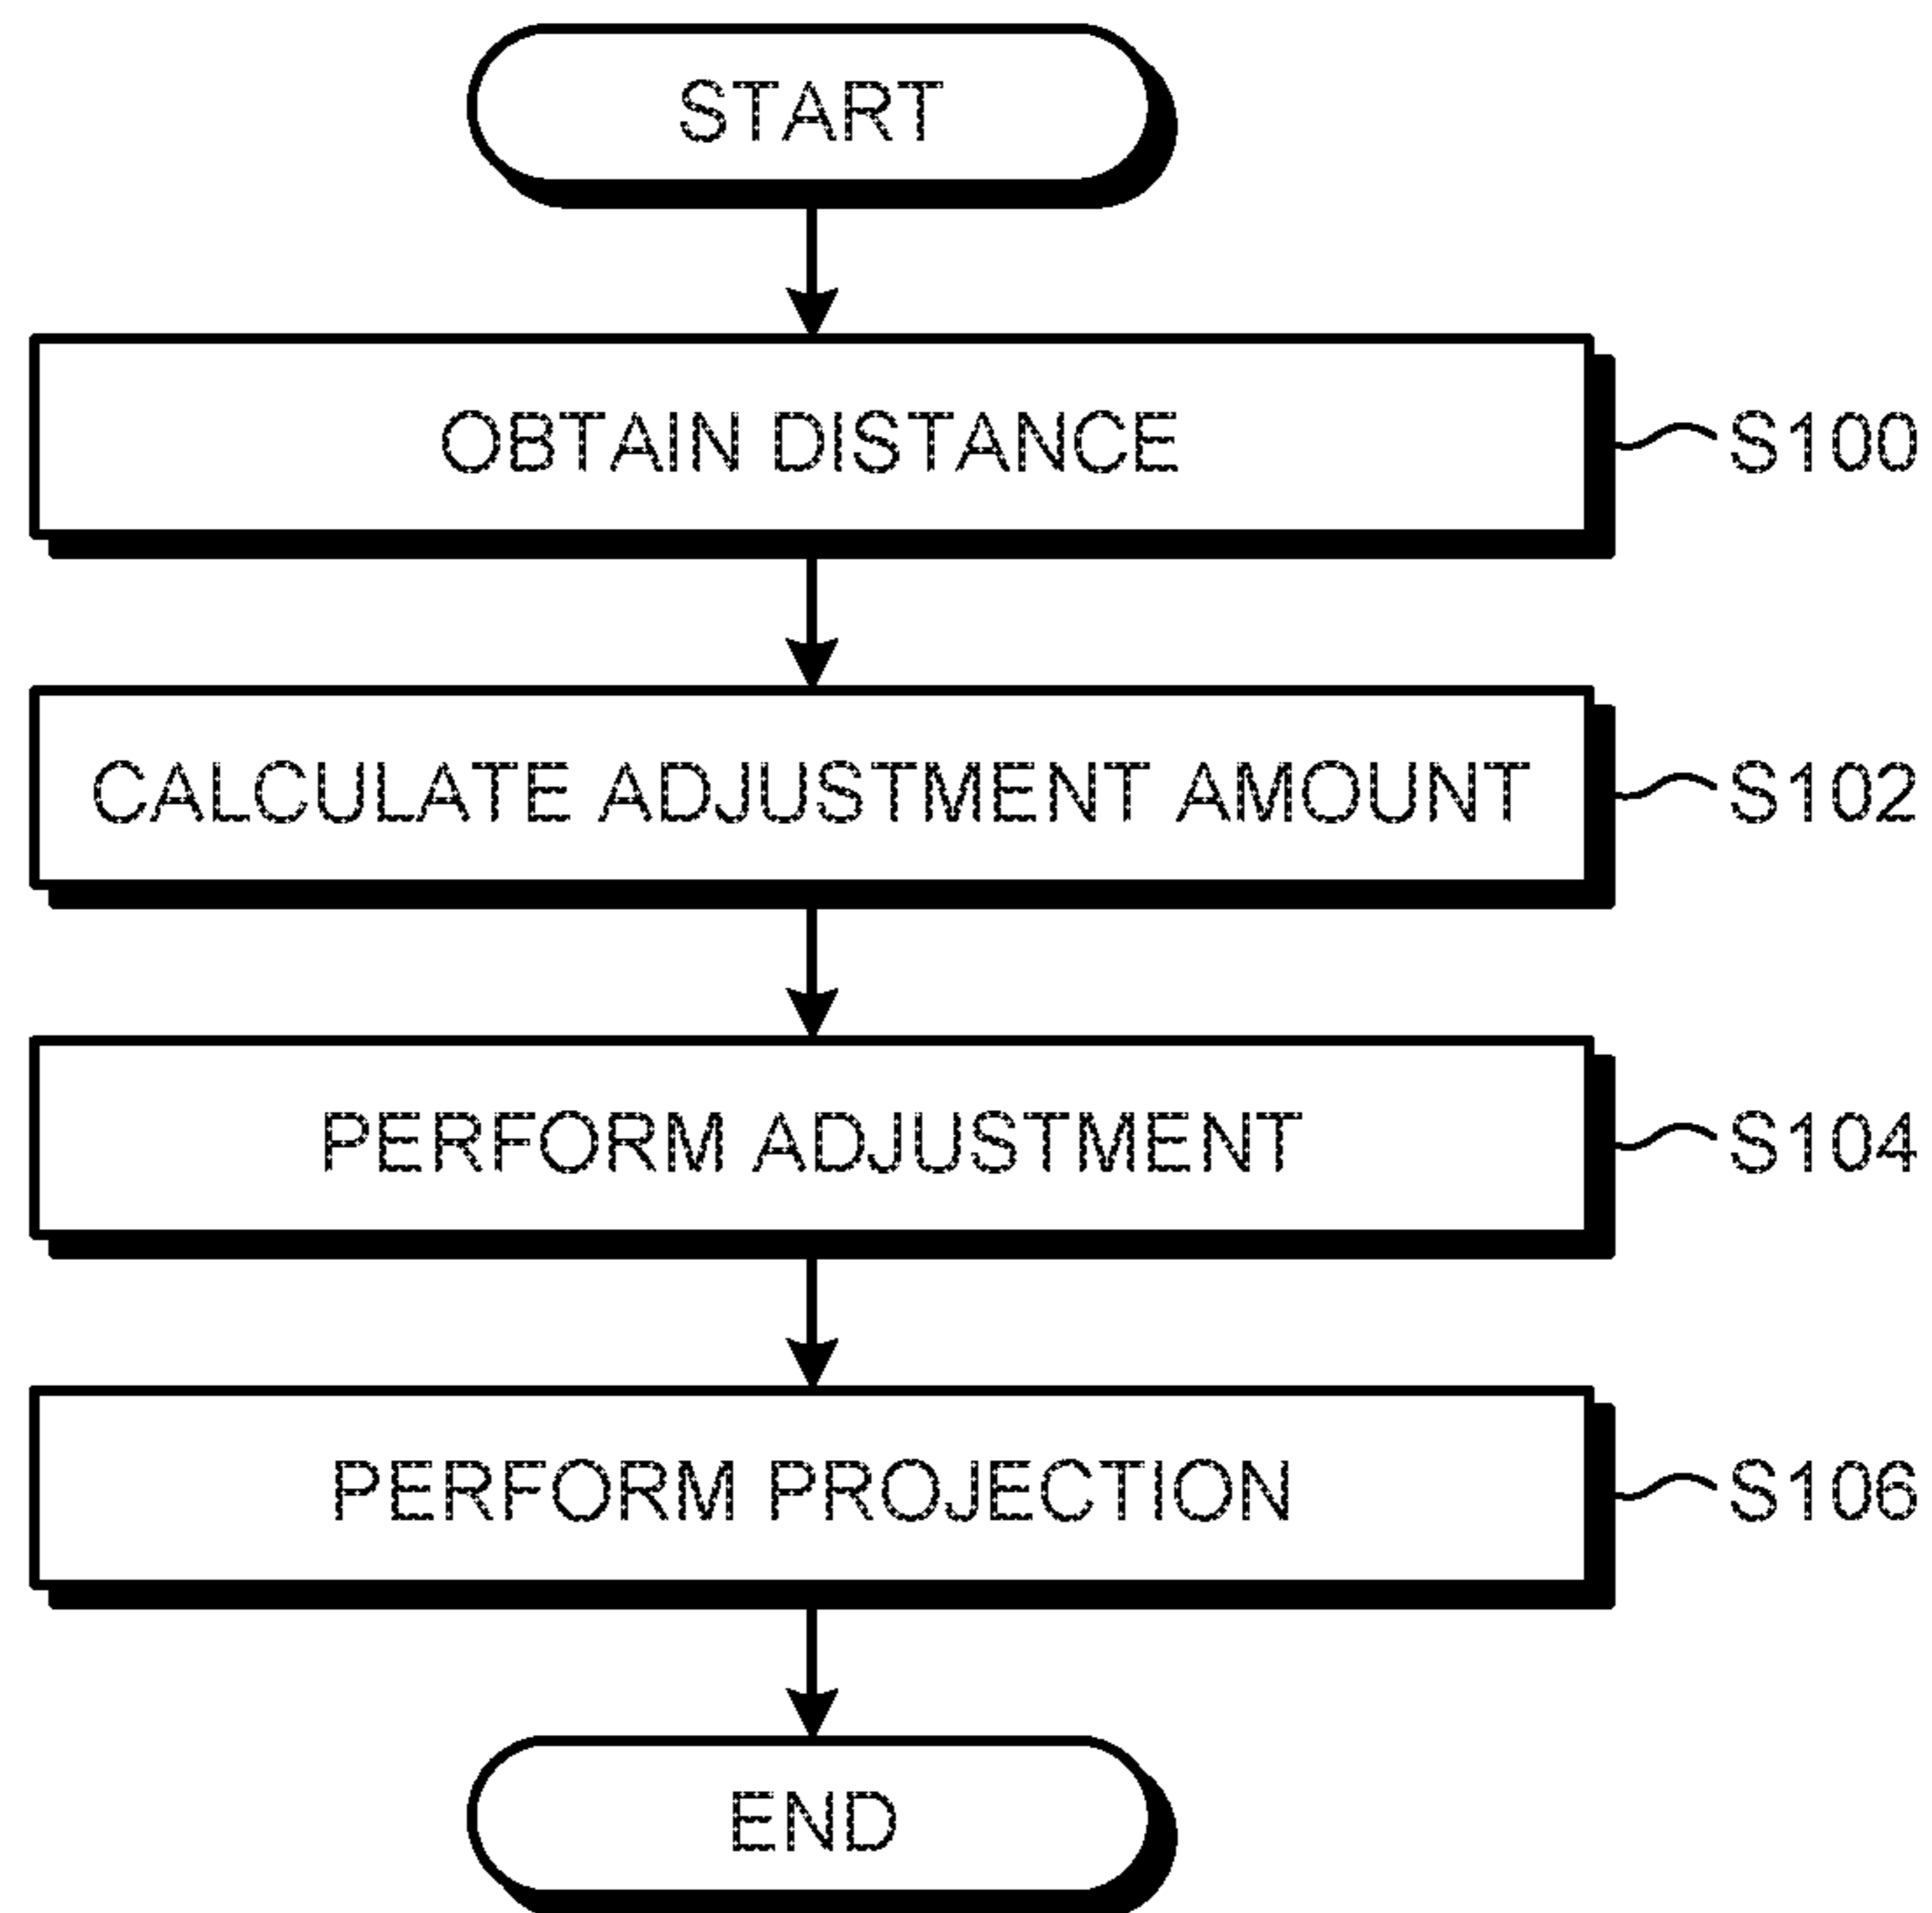 START
OBTAIN DISTANCE S100
CALCULATE ADJUSTMENT AMOUNT S102
PERFORM ADJUSTMENT S104
PERFORM PROJECTION S106
END